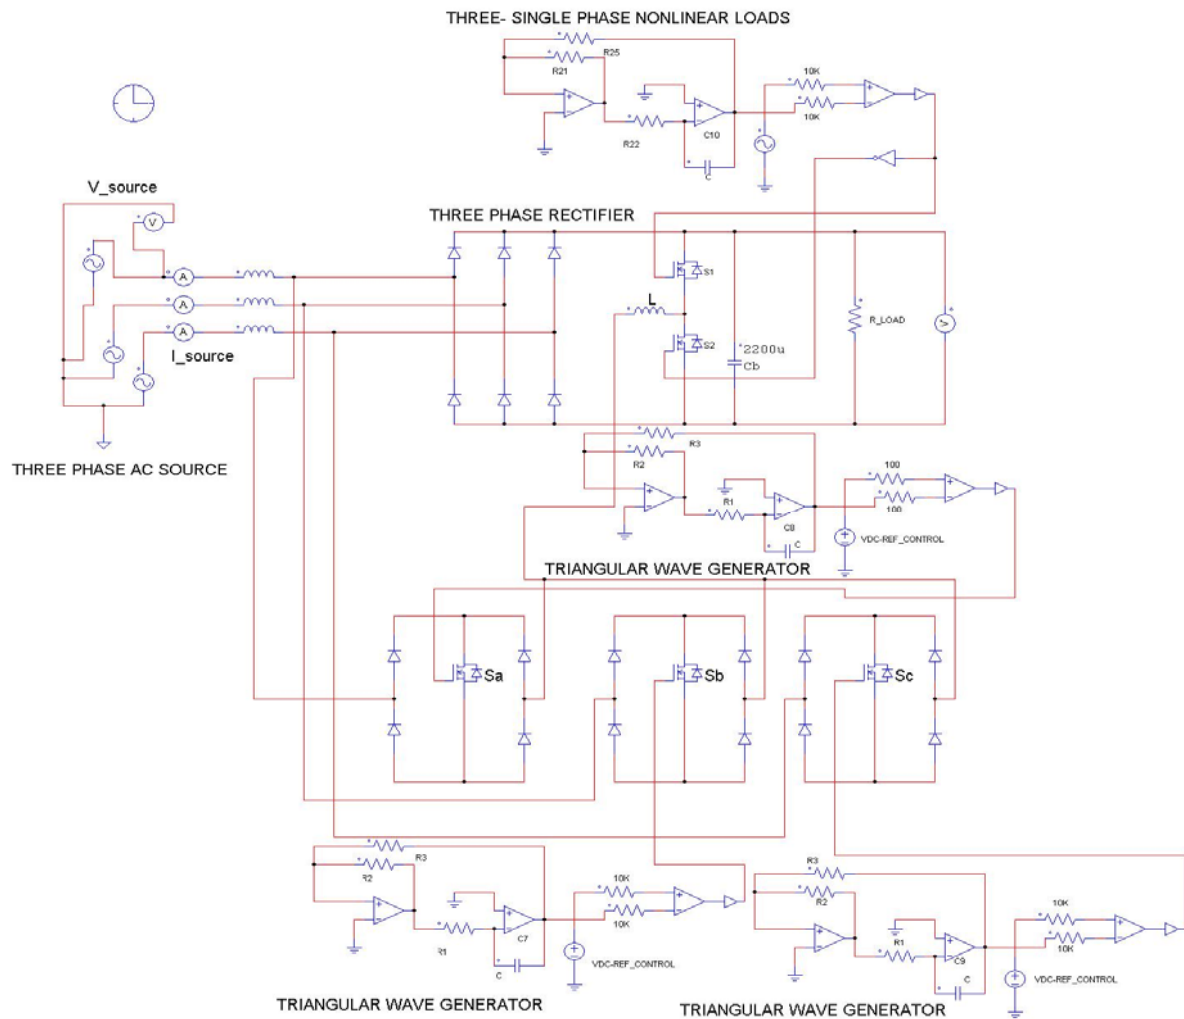 THREE- SINGLE PHASE NONLINEAR LOADS
R25
R21
10K
10K
C10
R22
C
V_source
V
THREE PHASE RECTIFIER
A
A
A
I_source
S1
L
S2
R_LOAD
V
2200u
Cb
THREE PHASE AC SOURCE
R3
R2
R1
C8
C
100
100
VDC-REF_CONTROL
TRIANGULAR WAVE GENERATOR
Sa
Sb
Sc
R3
R2
R1
C7
C
10K
10K
VDC-REF_CONTROL
TRIANGULAR WAVE GENERATOR
R3
R2
R1
C9
C
10K
10K
VDC-REF_CONTROL
TRIANGULAR WAVE GENERATOR